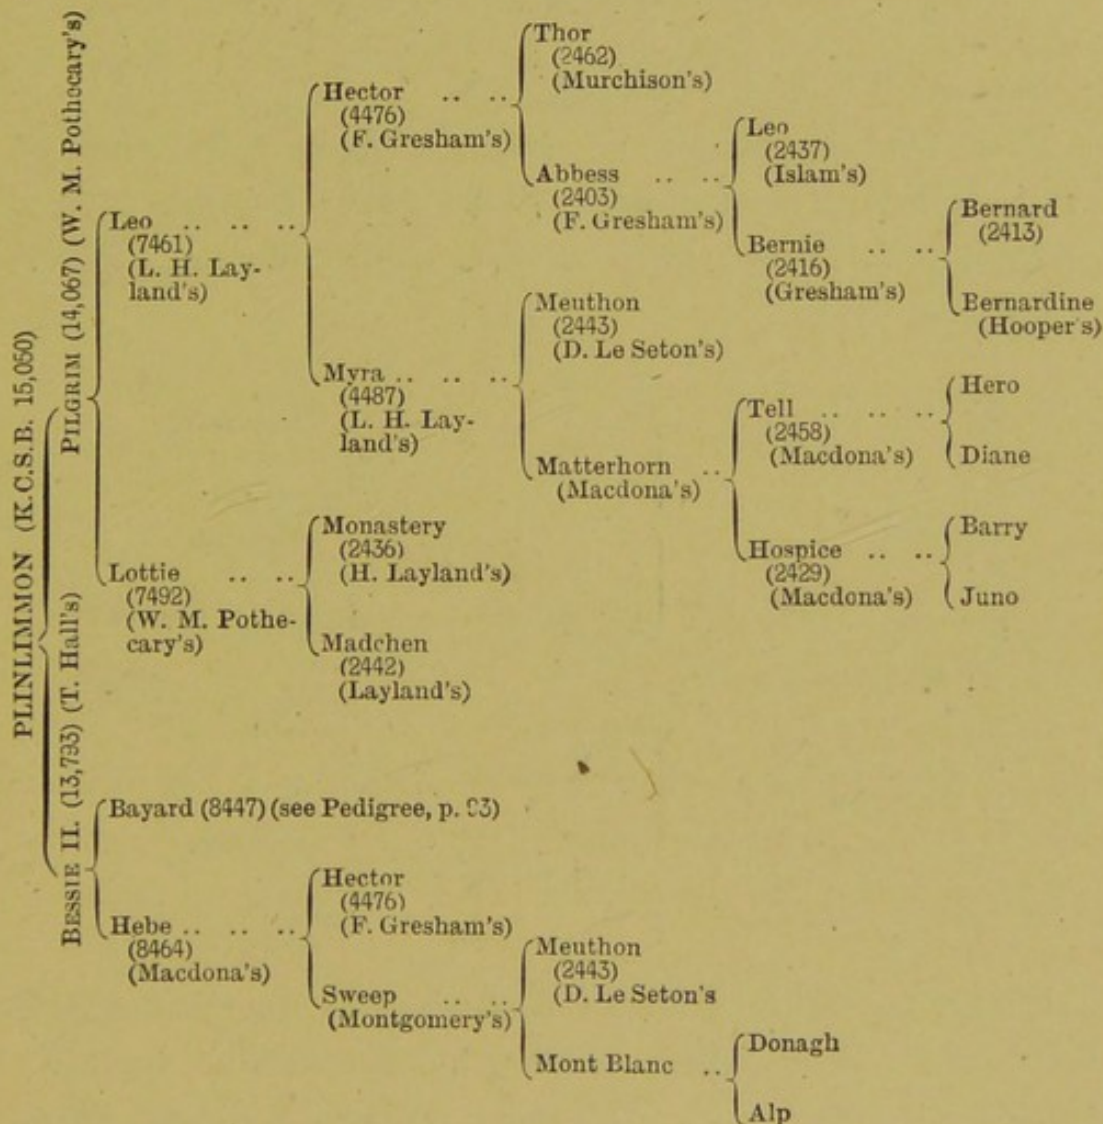 PLINLIMMON (K.C.S.B. 15,050)
PILGRIM (14,067) (W. M. Pothecary's)
Leo .. .. ..
(7461)
(L. H. Lay-
land's)
Hector .. ..
(4476)
(F. Gresham's)
Thor
(2462)
(Murchison's)
Abbess .. ..
(2403)
(F. Gresham's)
Leo
(2437)
(Islam's)
Bernie .. ..
(2416)
(Gresham's)
Bernard
(2413)
Bernardine
(Hooper's)
Myra .. .. ..
(4487)
(L. H. Lay-
land's)
Meuthon
(2443)
(D. Le Seton's)
Matterhorn ..
(Macdona's)
Tell .. .. ..
(2458)
(Macdona's)
Hero
Diane
Hospice .. ..
(2429)
(Macdona's)
Barry
Juno
Lottie .. ..
(7492)
(W. M. Pothe-
cary's)
Monastery
(2436)
(H. Layland's)
Madchen
(2442)
(Layland's)
BESSIE II. (13,793) (T. Hall's)
Bayard (8447) (see Pedigree, p. 93)
Hebe .. .. ..
(8464)
(Macdona's)
Hector
(4476)
(F. Gresham's)
Sweep .. ..
(Montgomery's)
Meuthon
(2443)
(D. Le Seton's
Mont Blanc ..
Donagh
Alp